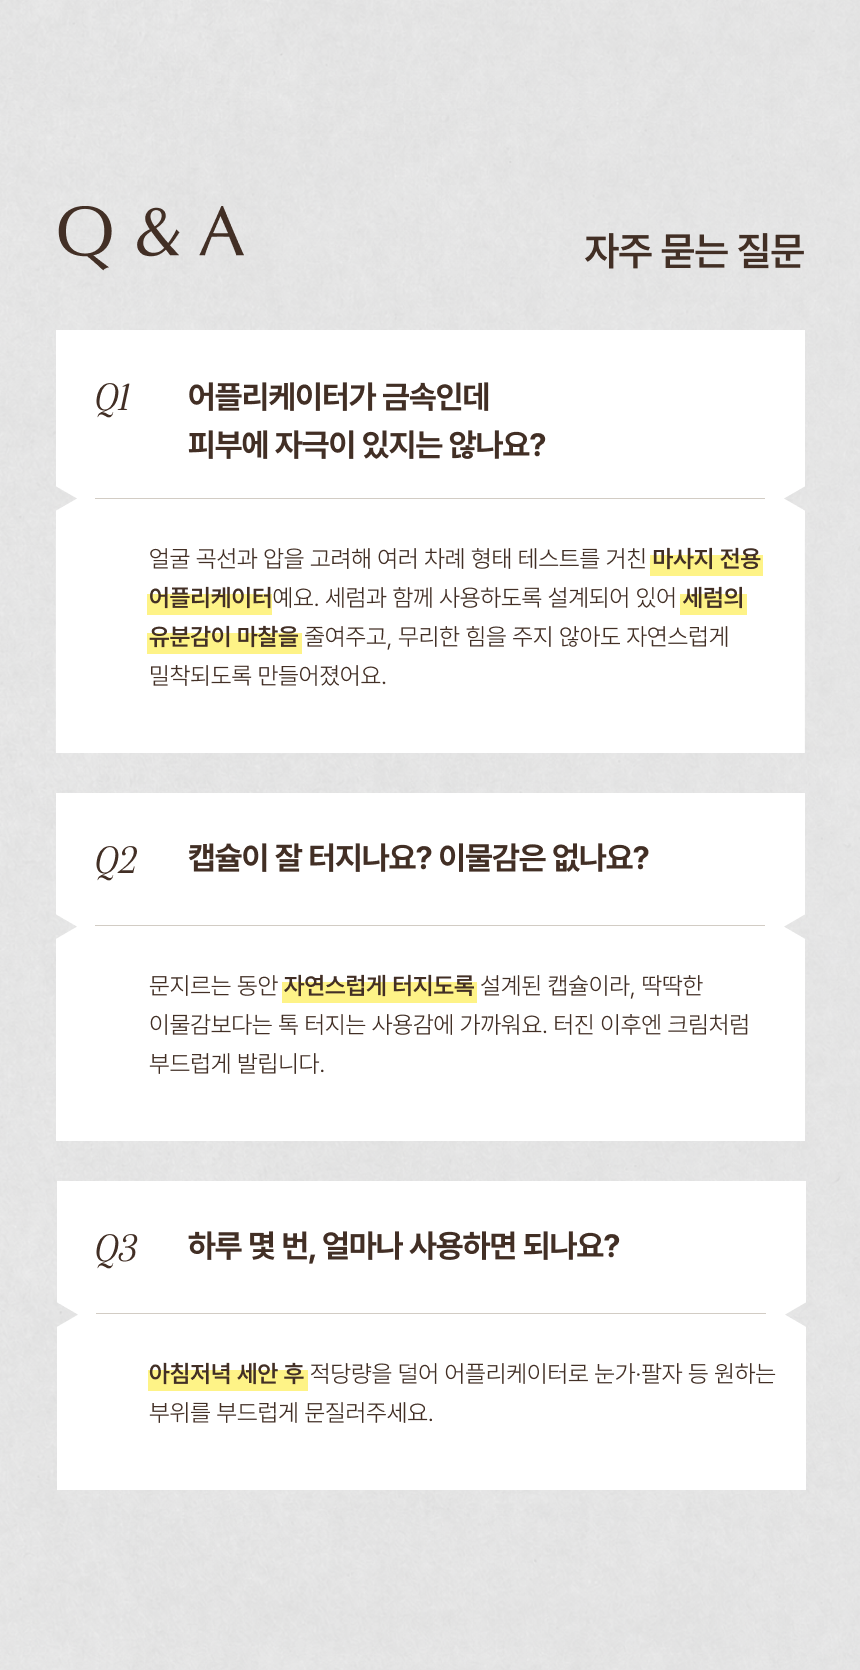 Q & A
자주 묻는 질문
Q1
어플리케이터가 금속인데
피부에 자극이 있지는 않나요?
얼굴 곡선과 압을 고려해 여러 차례 형태 테스트를 거친 마사지 전용
어플리케이터예요. 세럼과 함께 사용하도록 설계되어 있어 세럼의
유분감이 마찰을 줄여주고, 무리한 힘을 주지 않아도 자연스럽게
밀착되도록 만들어졌어요.
Q2
캡슐이 잘 터지나요? 이물감은 없나요?
문지르는 동안 자연스럽게 터지도록 설계된 캡슐이라, 딱딱한
이물감보다는 톡 터지는 사용감에 가까워요. 터진 이후엔 크림처럼
부드럽게 발립니다.
Q3
하루 몇 번, 얼마나 사용하면 되나요?
아침저녁 세안 후 적당량을 덜어 어플리케이터로 눈가·팔자 등 원하는
부위를 부드럽게 문질러주세요.